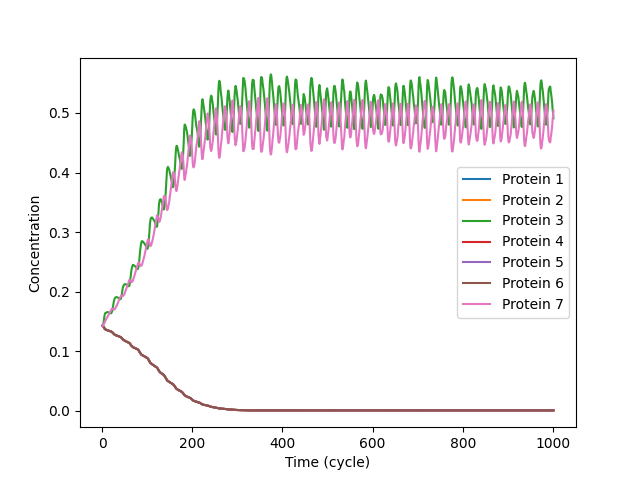 Concentration
0.5
0.4
0.3
0.2
0.1
0.0
Protein 1
Protein 2
Protein 3
Protein 4
Protein 5
Protein 6
Protein 7
0 200 400 600 800 1000
Time (cycle)